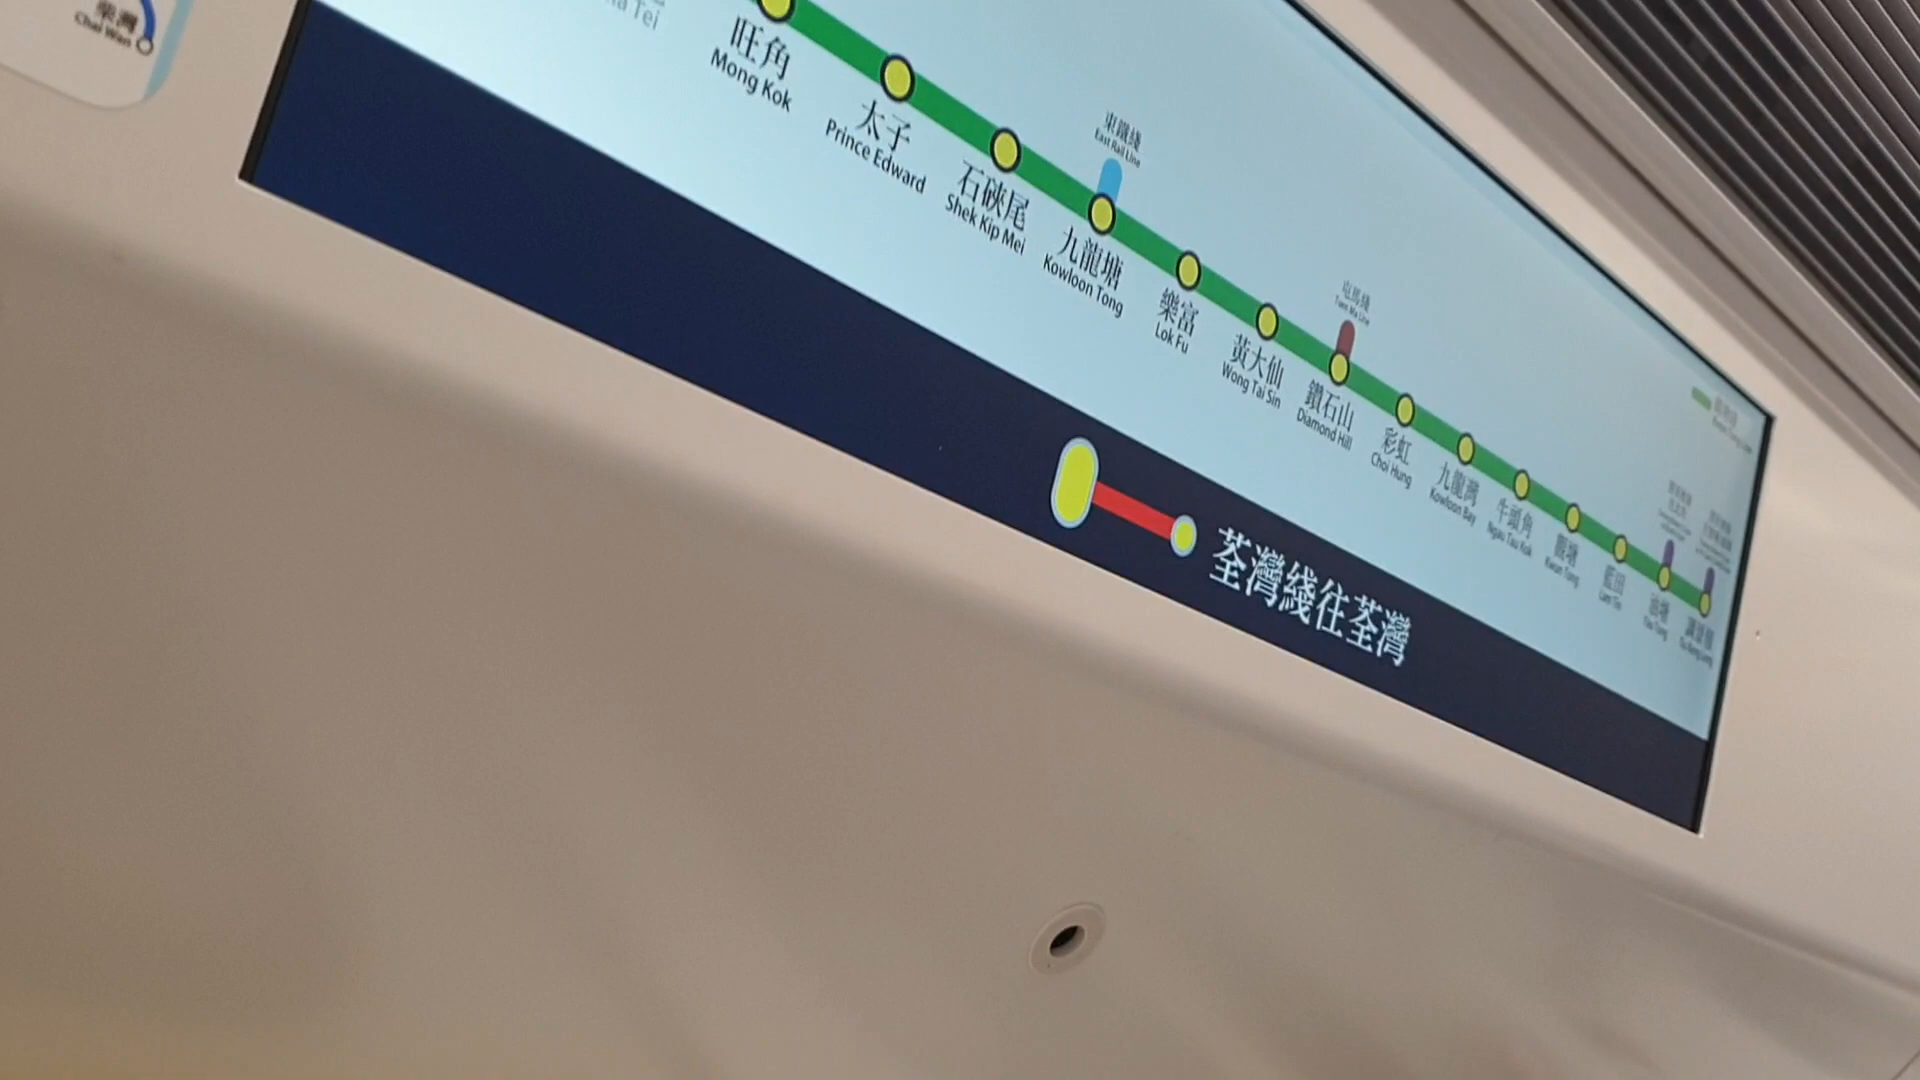 柴灣
Chai Wan
旺角
Mong Kok
太子
Prince Edward
石硤尾
Shek Kip Mei
東鐵綫
East Rail Line
九龍塘
Kowloon Tong
樂富
Lok Fu
黃大仙
Wong Tai Sin
屯馬綫
Tuen Ma Line
鑽石山
Diamond Hill
彩虹
Choi Hung
九龍灣
Kowloon Bay
牛頭角
Ngau Tau Kok
觀塘
Kwun Tong
藍田
Lam Tin
油塘
Yau Tong
調景嶺
Tiu Keng Leng
荃灣綫往荃灣